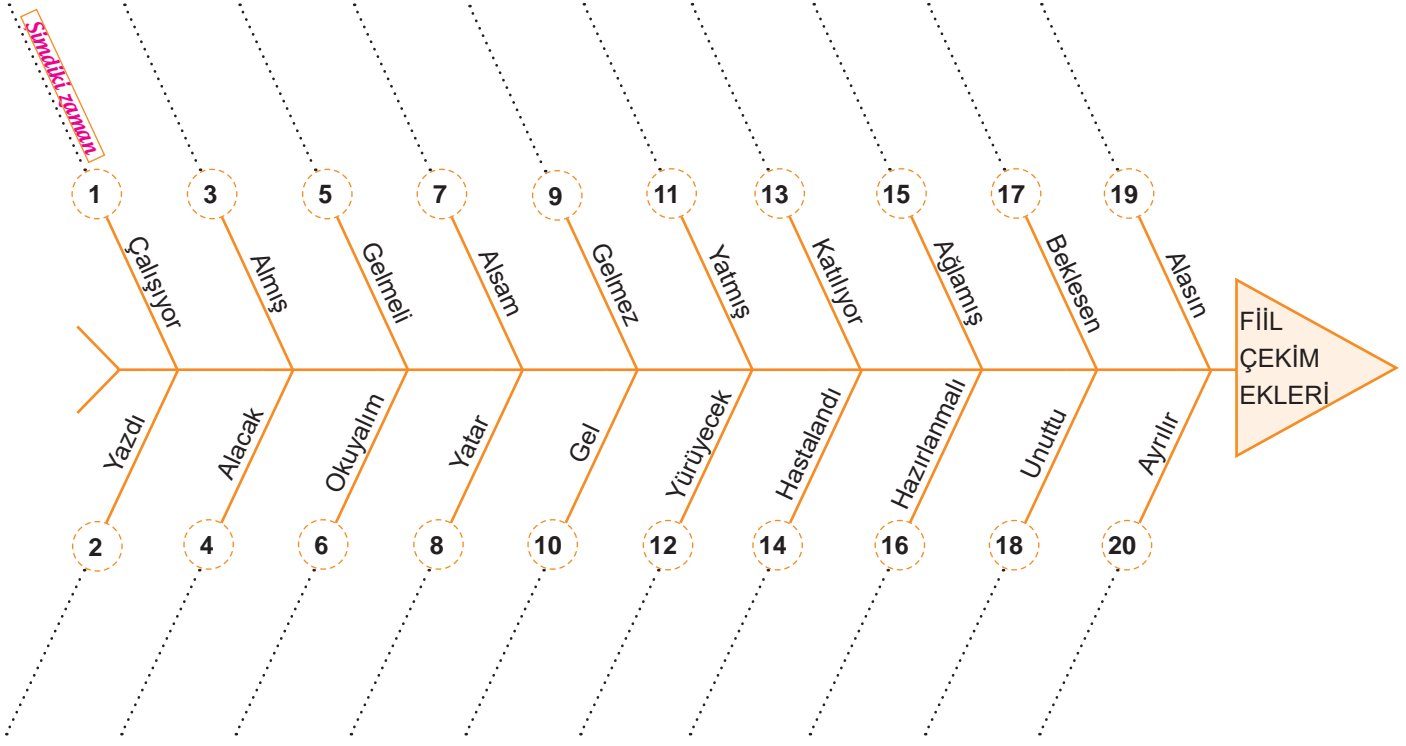 Şimdiki zaman
1
3
5
7
9
11
13
15
17
19
Çalışıyor
Almış
Gelmeli
Alsam
Gelmez
Yatmış
Katılıyor
Ağlamış
Beklesen
Alasın
FİİL
ÇEKİM
EKLERİ
Yazdı
Alacak
Okuyalım
Yatar
Gel
Yürüyecek
Hastalandı
Hazırlanmalı
Unuttu
Ayrılır
2
4
6
8
10
12
14
16
18
20